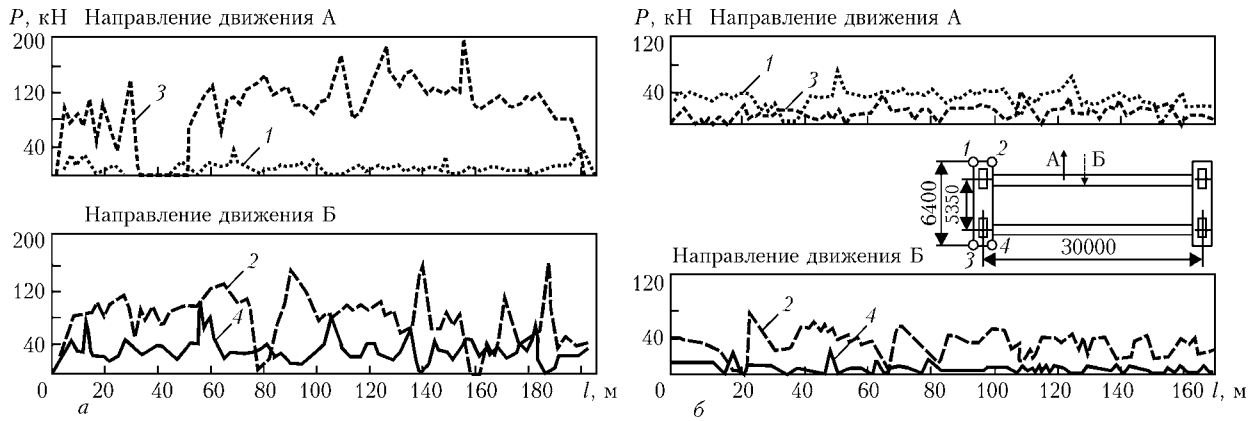 P, кН Направление движения А
200
120
40
3
1
Направление движения Б
200
120
40
2
4
0 20 40 60 80 100 120 140 160 180 l, м
а
P, кН Направление движения А
120
40
1
3
1 2
А Б
6400
5350
30000
3 4
Направление движения Б
120
40
2
4
0 20 40 60 80 100 120 140 160 l, м
б